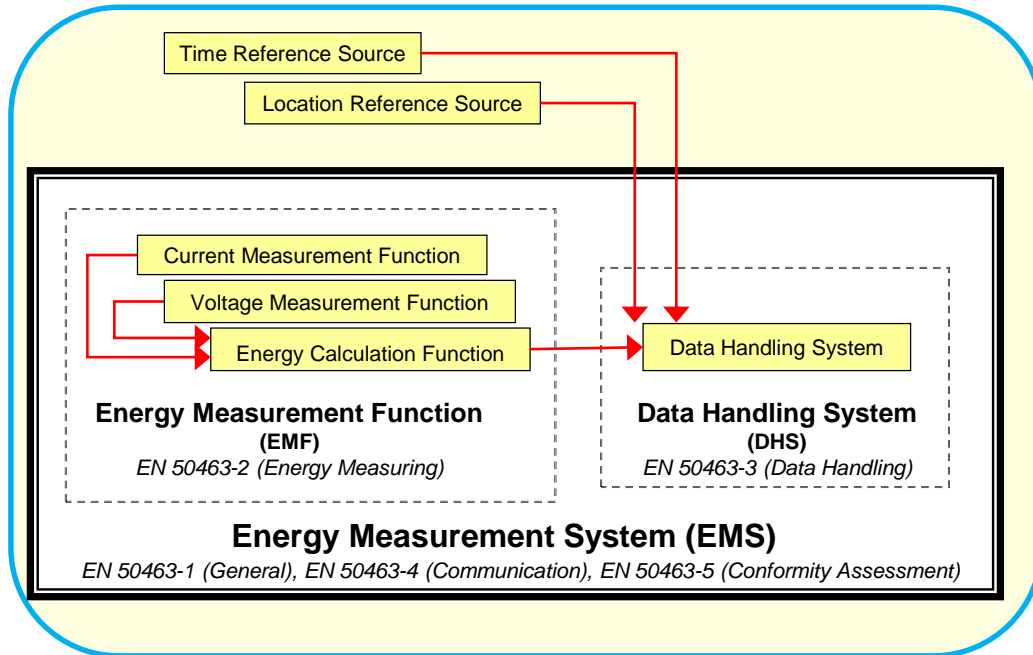 Time Reference Source
Location Reference Source
Current Measurement Function
Voltage Measurement Function
Energy Calculation Function
Data Handling System
Energy Measurement Function
(EMF)
EN 50463-2 (Energy Measuring)
Data Handling System
(DHS)
EN 50463-3 (Data Handling)
Energy Measurement System (EMS)
EN 50463-1 (General), EN 50463-4 (Communication), EN 50463-5 (Conformity Assessment)